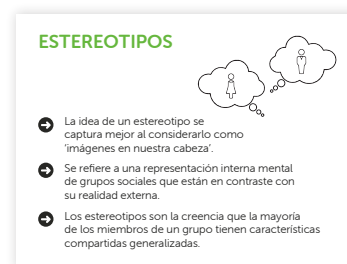 ESTEREOTIPOS
La idea de un estereotipo se
captura mejor al considerarlo como
'imágenes en nuestra cabeza'.
Se refiere a una representación interna mental
de grupos sociales que están en contraste con
su realidad externa.
Los estereotipos son la creencia que la mayoría
de los miembros de un grupo tienen características
compartidas generalizadas.